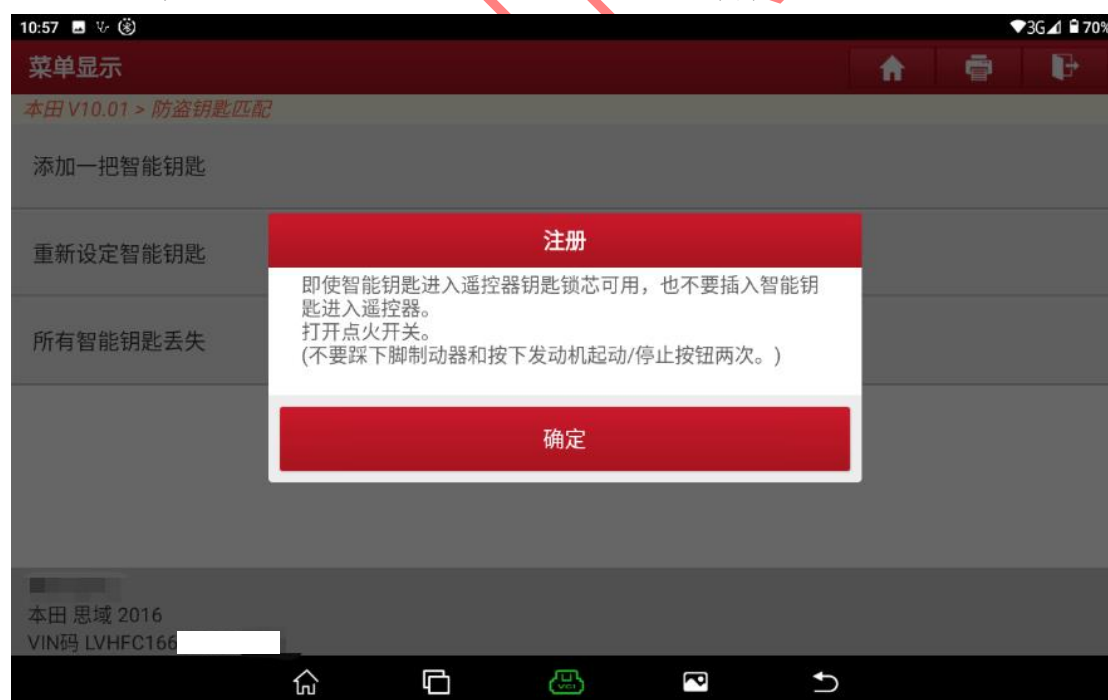 10:57
3G 70%
菜单显示
本田 V10.01 > 防盗钥匙匹配
添加一把智能钥匙
重新设定智能钥匙
所有智能钥匙丢失
注册
即使智能钥匙进入遥控器钥匙锁芯可用，也不要插入智能钥
匙进入遥控器。
打开点火开关。
(不要踩下脚制动器和按下发动机起动/停止按钮两次。)
确定
本田 思域 2016
VIN码 LVHFC166
VCI